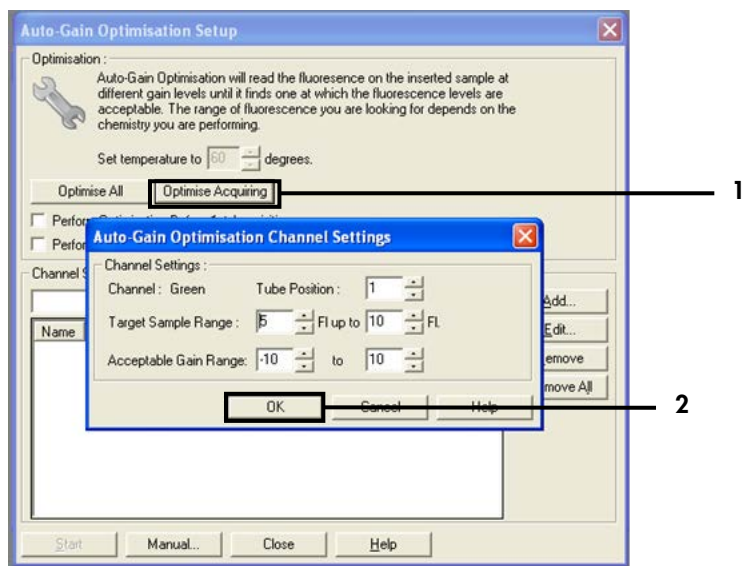 Auto-Gain Optimisation Setup
Optimisation :
Auto-Gain Optimisation will read the fluoresence on the inserted sample at
different gain levels until it finds one at which the fluorescence levels are
acceptable. The range of fluorescence you are looking for depends on the
chemistry you are performing.
Set temperature to 60 degrees.
Optimise All Optimise Acquiring 1
Auto-Gain Optimisation Channel Settings
Channel Settings :
Channel : Green Tube Position : 1
Target Sample Range : 5 Fl up to 10 Fl.
Acceptable Gain Range: -10 to 10
OK Cancel Help 2
Name
Add...
Edit...
Start Manual... Close Help